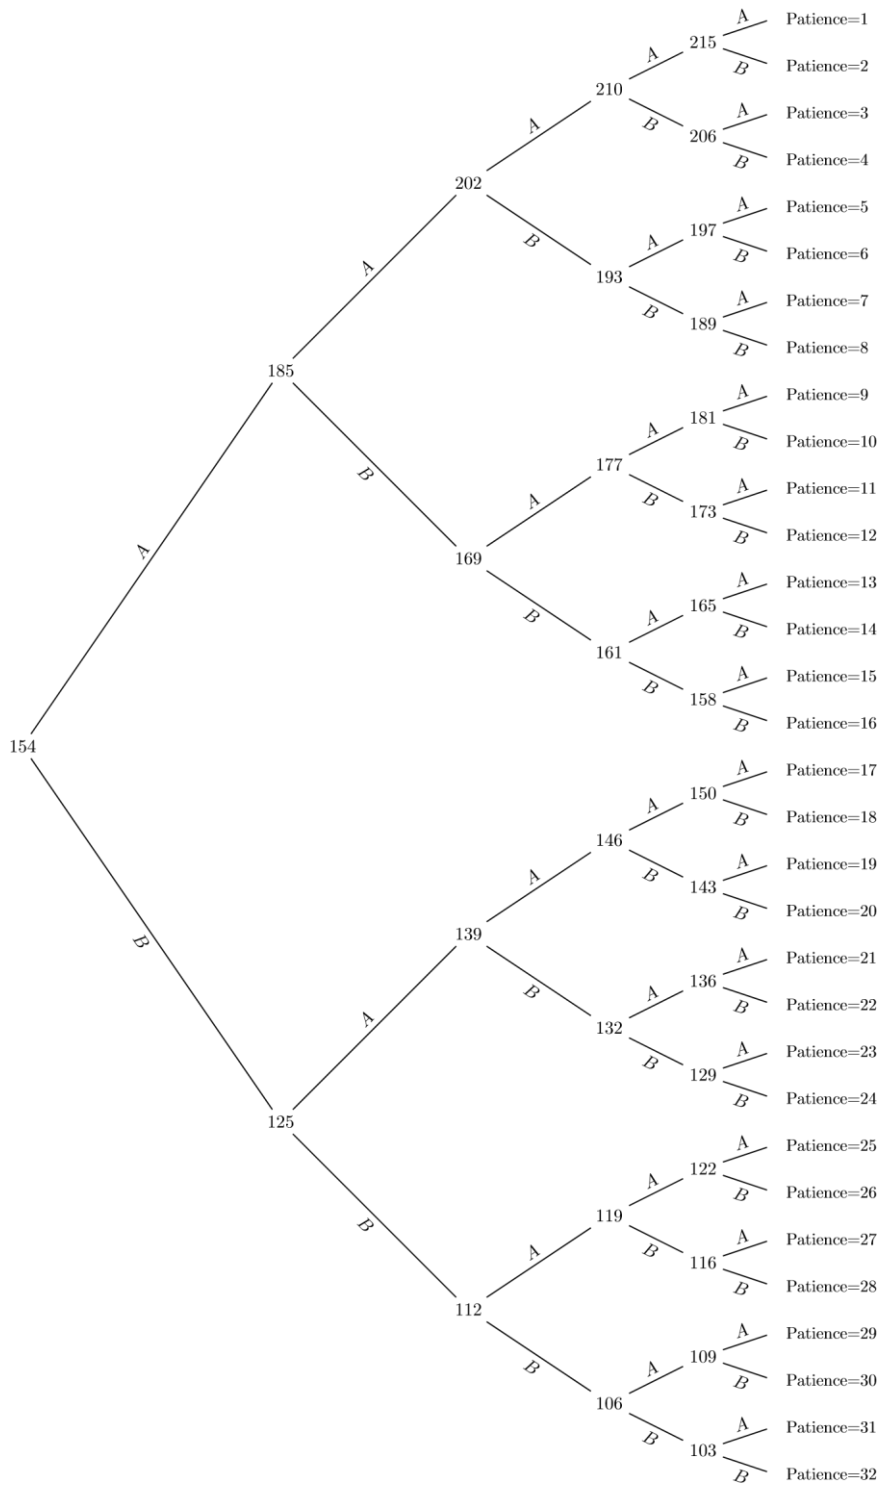 A
Patience=1
215
A
B
Patience=2
210
A
Patience=3
A
B
206
B
Patience=4
202
A
Patience=5
197
A
B
Patience=6
B
193
A
Patience=7
A
B
189
B
Patience=8
185
A
Patience=9
181
A
B
Patience=10
B
177
A
Patience=11
A
B
173
B
Patience=12
169
A
Patience=13
165
A
B
Patience=14
B
161
A
Patience=15
A
B
158
B
Patience=16
154
A
Patience=17
150
A
B
Patience=18
146
A
Patience=19
A
B
143
B
Patience=20
B
139
A
Patience=21
136
A
B
Patience=22
B
132
A
Patience=23
A
B
129
B
Patience=24
125
A
Patience=25
122
A
B
Patience=26
B
119
A
Patience=27
A
B
116
B
Patience=28
112
A
Patience=29
109
A
B
Patience=30
B
106
A
Patience=31
B
103
B
Patience=32